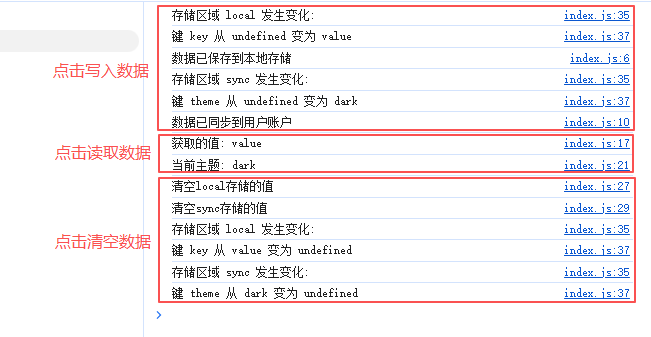 存储区域 local 发生变化: index.js:35
键 key 从 undefined 变为 value index.js:37
数据已保存到本地存储 index.js:6
点击写入数据
存储区域 sync 发生变化: index.js:35
键 theme 从 undefined 变为 dark index.js:37
数据已同步到用户账户 index.js:10
获取的值: value index.js:17
点击读取数据
当前主题: dark index.js:21
清空local存储的值 index.js:27
清空sync存储的值 index.js:29
存储区域 local 发生变化: index.js:35
点击清空数据
键 key 从 value 变为 undefined index.js:37
存储区域 sync 发生变化: index.js:35
键 theme 从 dark 变为 undefined index.js:37